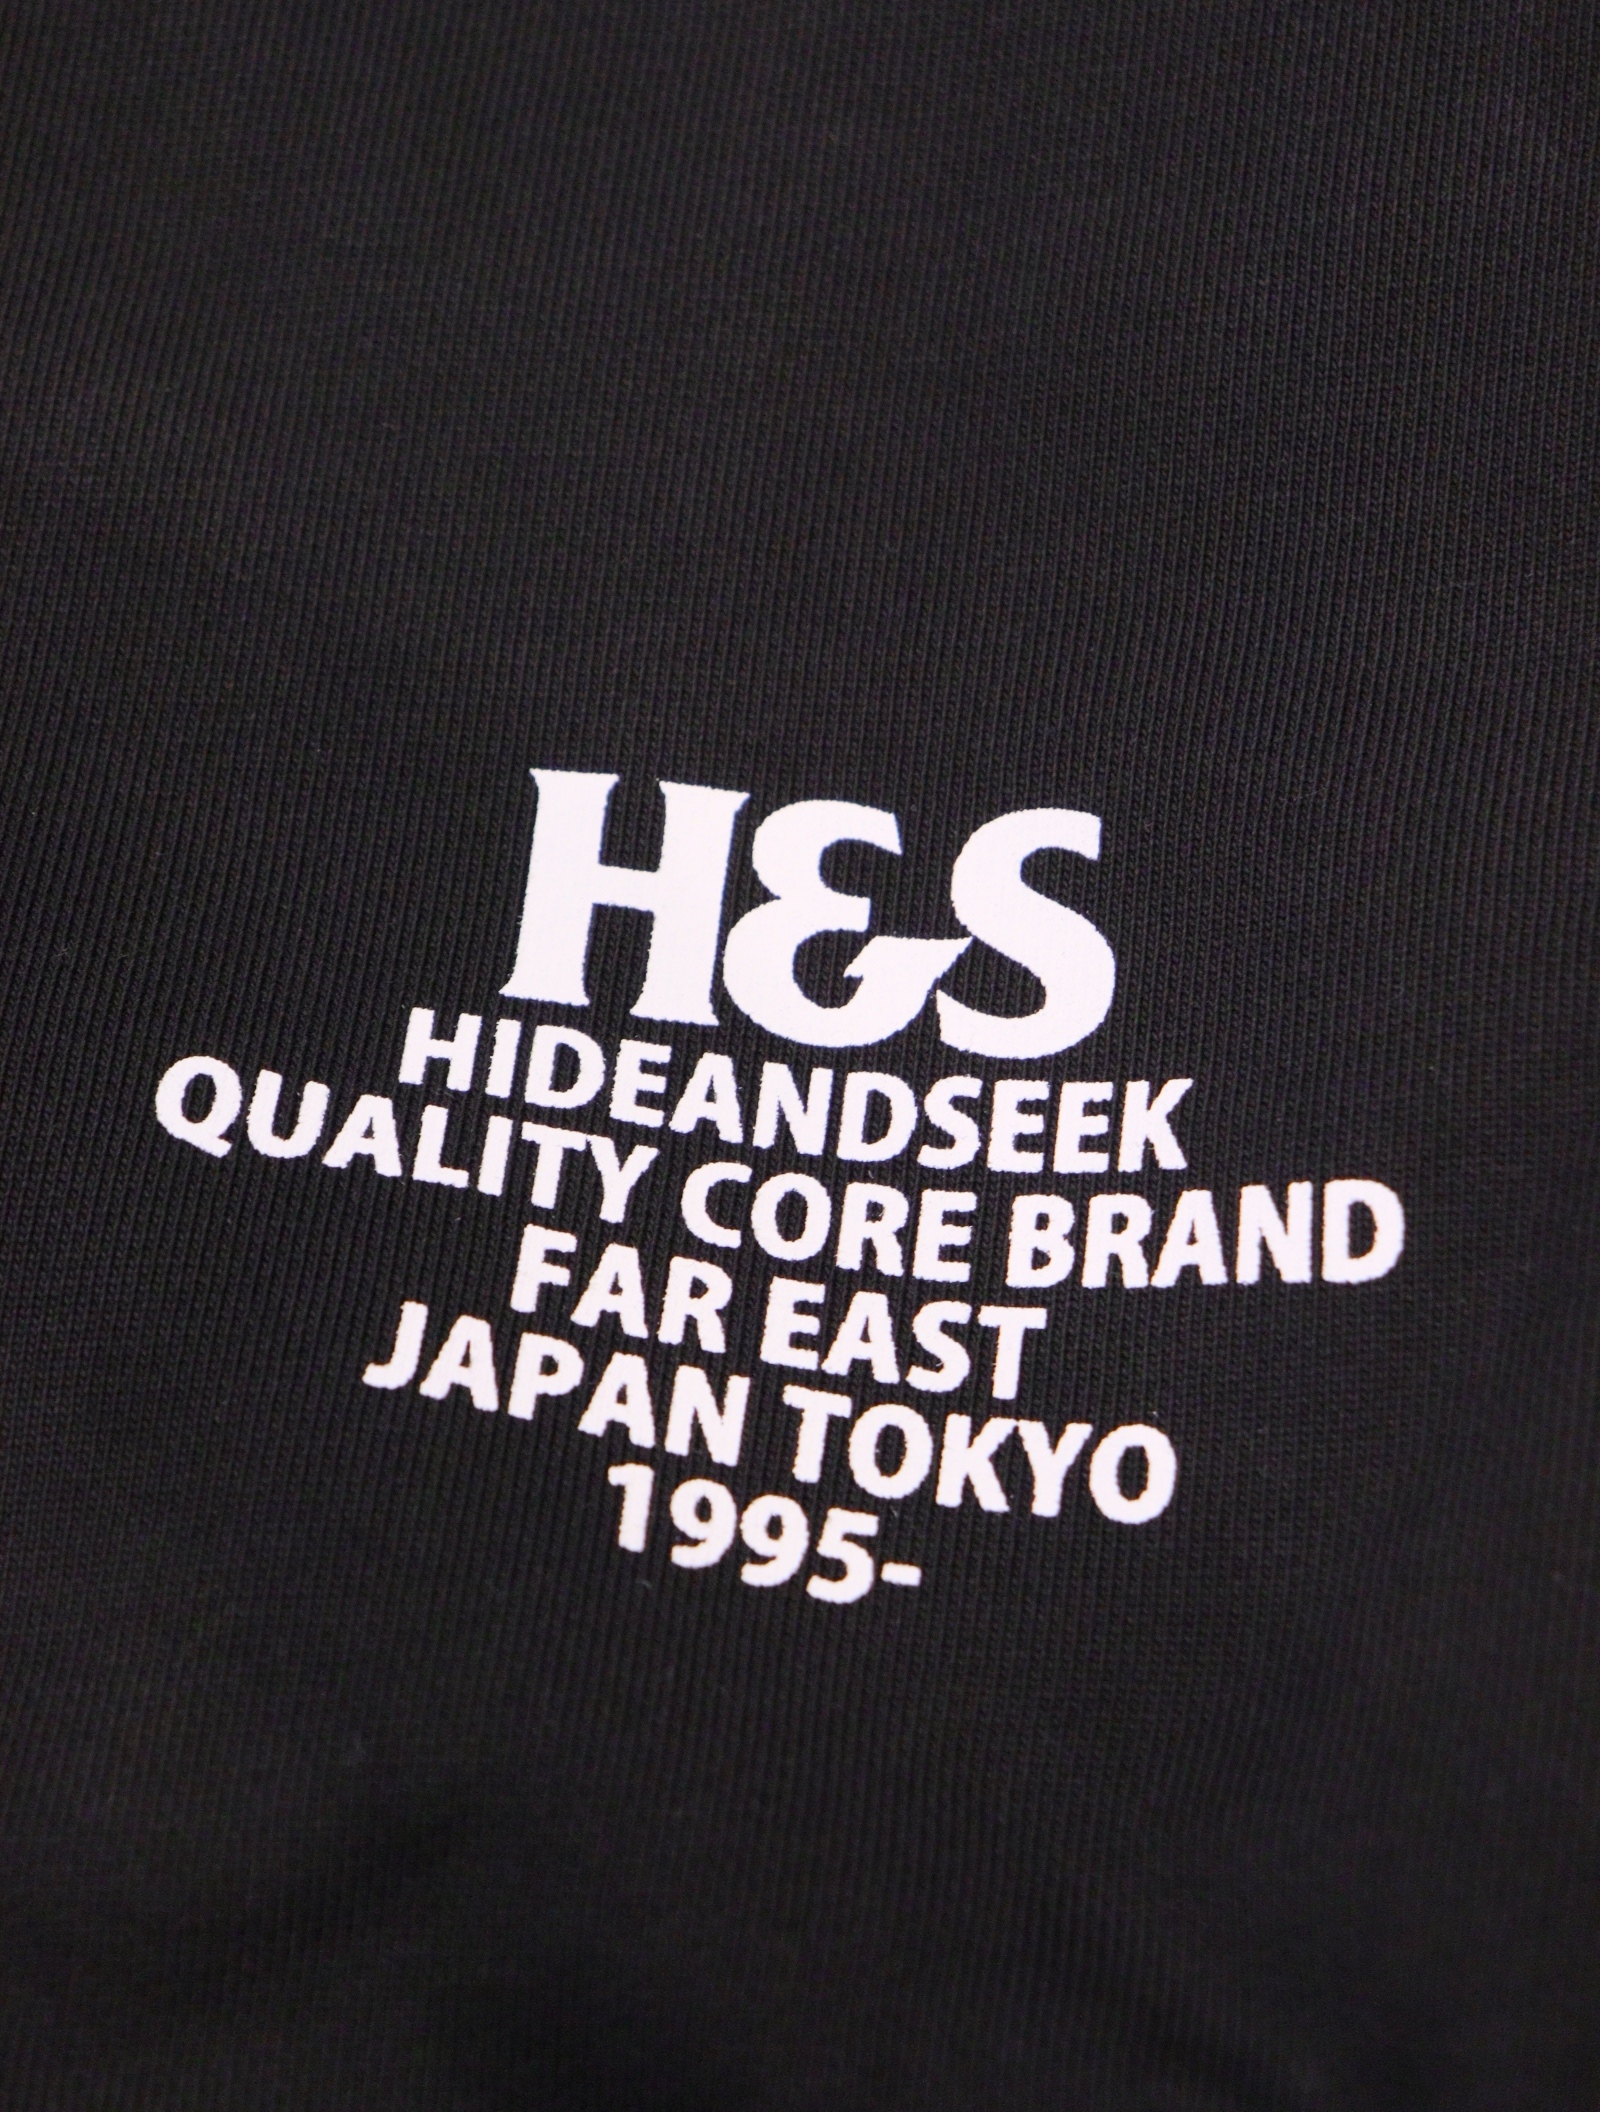 H&S
HIDEANDSEEK
QUALITY CORE BRAND
FAR EAST
JAPAN TOKYO
1995-